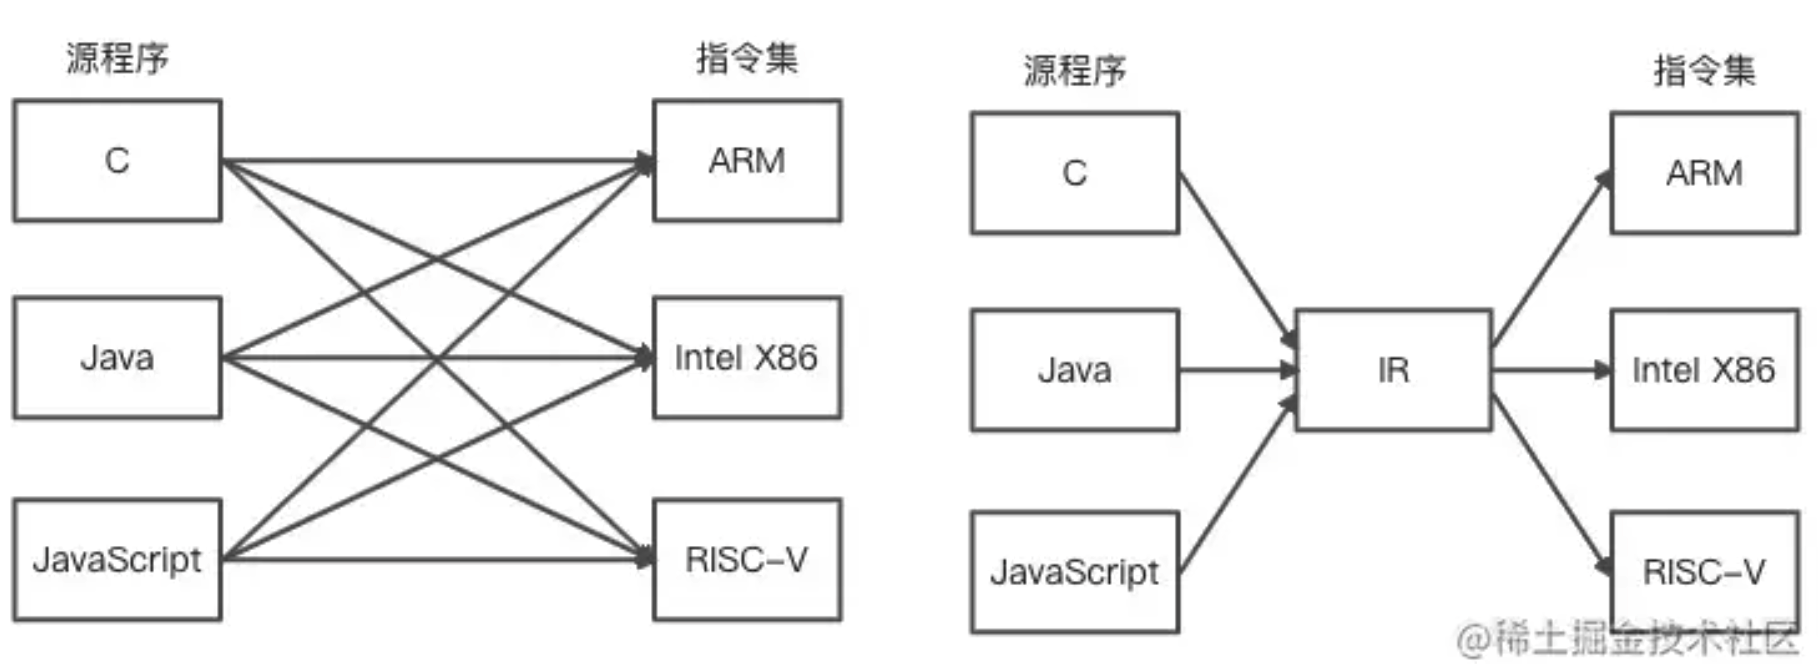 源程序
指令集
C
ARM
Java
Intel X86
JavaScript
RISC-V
源程序
指令集
C
ARM
Java
IR
Intel X86
JavaScript
RISC-V
@稀土掘金技术社区